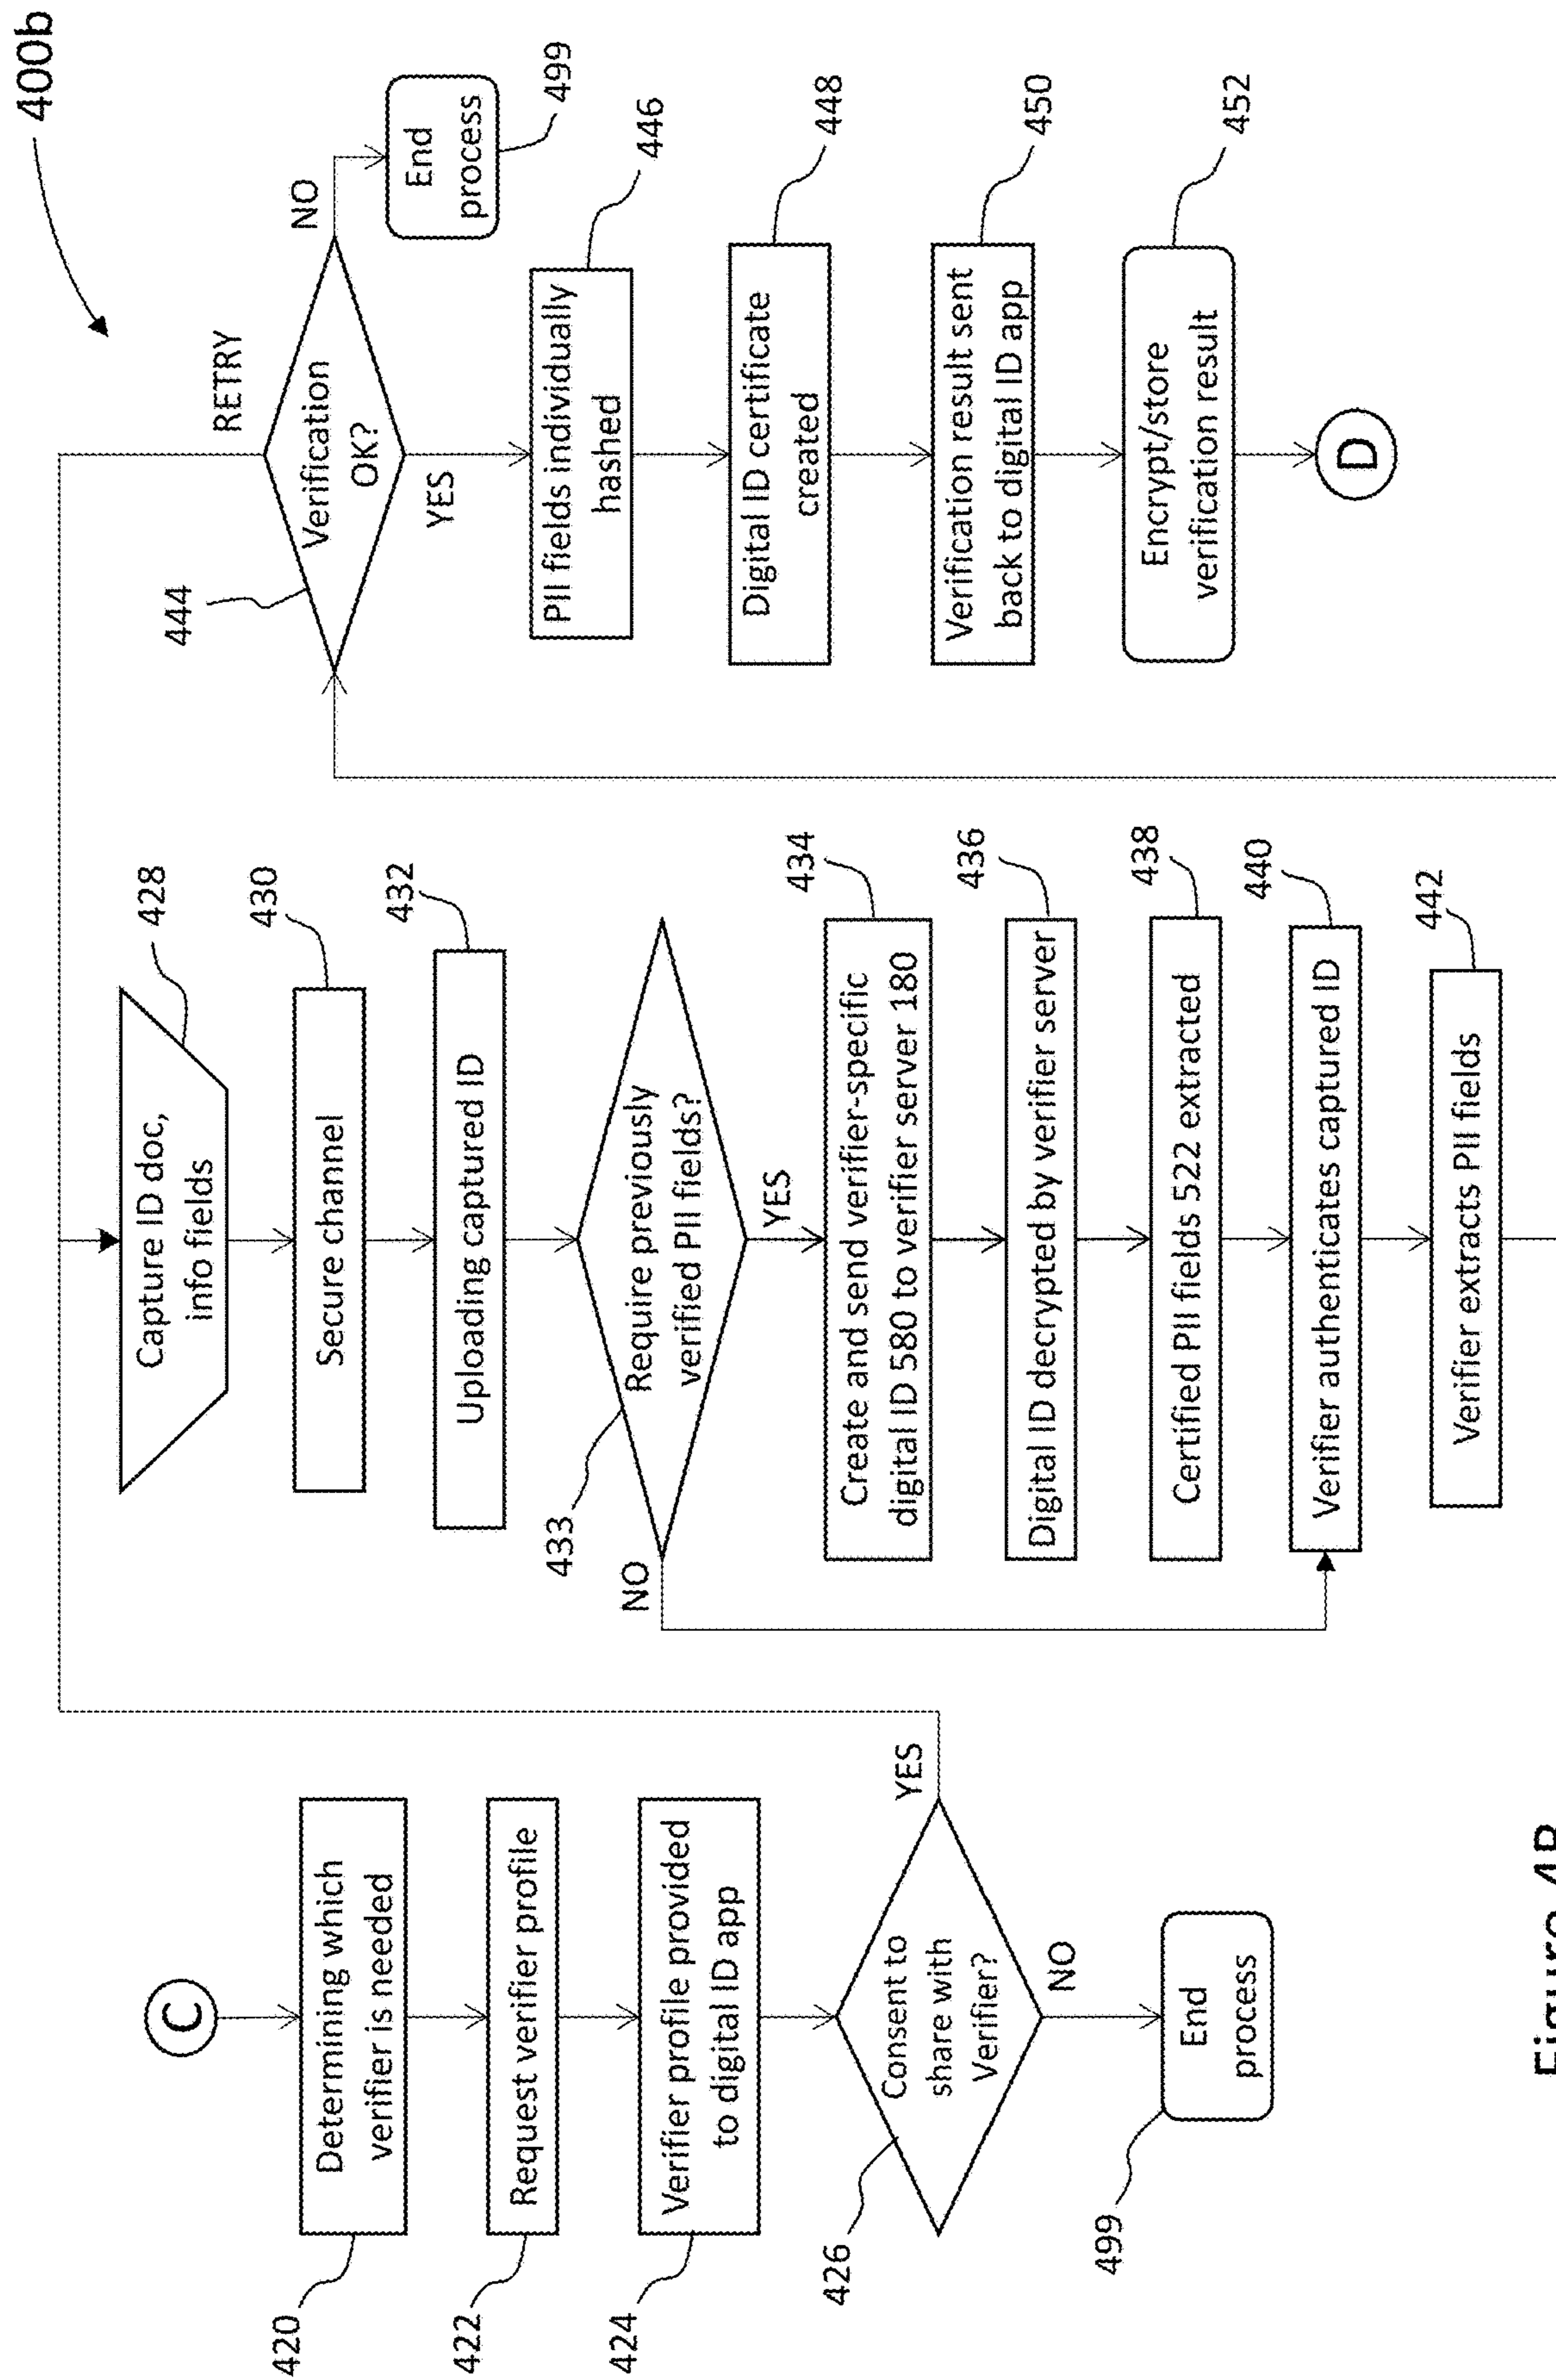 400b
C
420
Determining which
verifier is needed
422
Request verifier profile
424
Verifier profile provided
to digital ID app
426
Consent to
share with
Verifier?
YES
NO
499
End
process
428
Capture ID doc,
info fields
430
Secure channel
432
Uploading captured ID
433
Require previously
verified PII fields?
NO
YES
434
Create and send verifier-specific
digital ID 580 to verifier server 180
436
Digital ID decrypted by verifier server
438
Certified PII fields 522 extracted
440
Verifier authenticates captured ID
442
Verifier extracts PII fields
444
Verification
OK?
RETRY
NO
End
process
499
YES
446
PII fields individually
hashed
448
Digital ID certificate
created
450
Verification result sent
back to digital ID app
452
Encrypt/store
verification result
D
Figure 4B